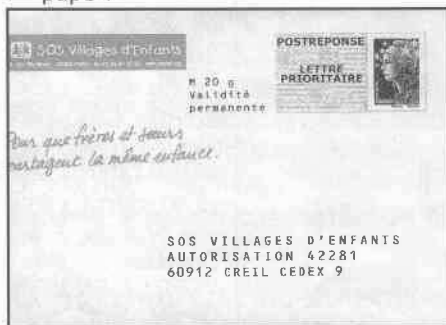 SOS Villages d'Enfants
POSTREPONSE
LETTRE
PRIORITAIRE
M 20 g
Validité
permanente
Pour que frères et sœurs
partagent la même enfance.
SOS VILLAGES D'ENFANTS
AUTORISATION 42281
60912 CREIL CEDEX 9